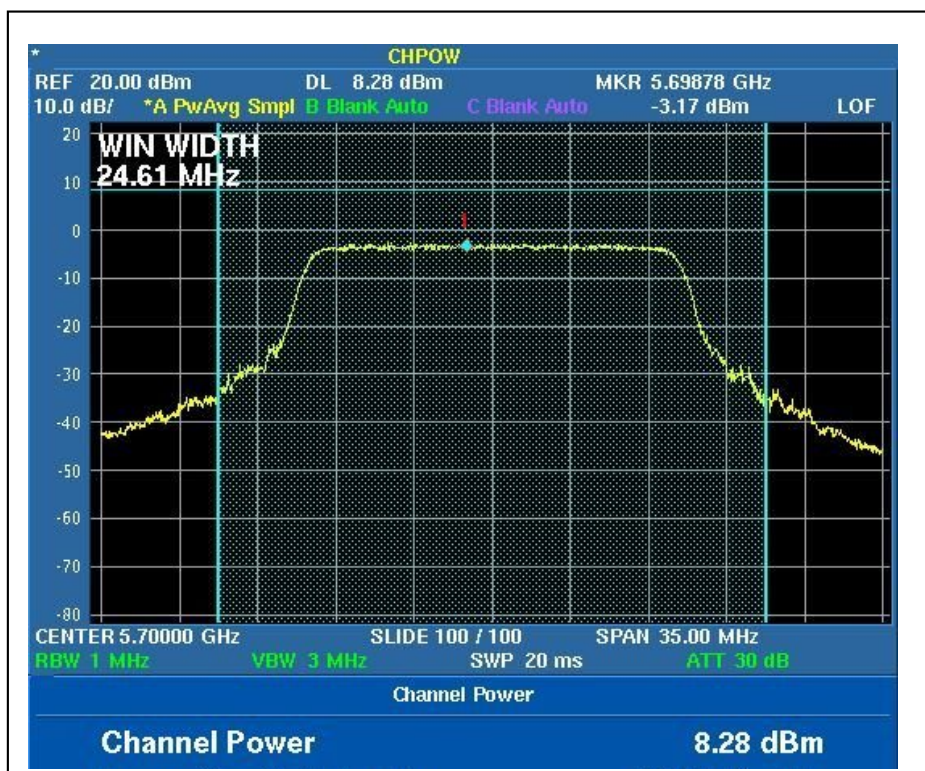 *
CHPOW
REF 20.00 dBm DL 8.28 dBm MKR 5.69878 GHz
10.0 dB/ *A PwAvg Smpl B Blank Auto C Blank Auto -3.17 dBm LOF
WIN WIDTH
24.61 MHz
20
10
0
-10
-20
-30
-40
-50
-60
-70
-80
CENTER 5.70000 GHz SLIDE 100 / 100 SPAN 35.00 MHz
RBW 1 MHz VBW 3 MHz SWP 20 ms ATT 30 dB
Channel Power
Channel Power 8.28 dBm